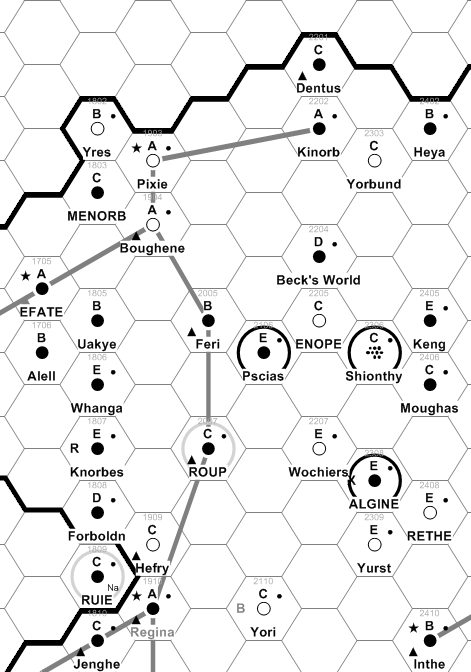 2201
C
Dentus
1802
B
Yres
2202
A
Kinorb
2402
B
Heya
1903
A
Pixie
2303
C
Yorbund
1803
C
MENORB
1904
A
Boughene
2204
D
Beck's World
1705
A
EFATE
1805
B
Uakye
2005
B
Feri
2205
C
ENOPE
2405
E
Keng
1706
B
Alell
2105
E
Pscias
C
Shionthy
1806
E
Whanga
2406
C
Moughas
1807
E
R
Knorbes
2007
C
ROUP
2207
E
Wochiers
E
X
ALGINE
1808
D
Forboldn
2408
E
RETHE
1909
C
Hefry
2309
E
Yurst
1809
C
Na
RUIE
1910
A
Regina
2110
C
B
Yori
1810
C
Jenghe
2410
B
Inthe